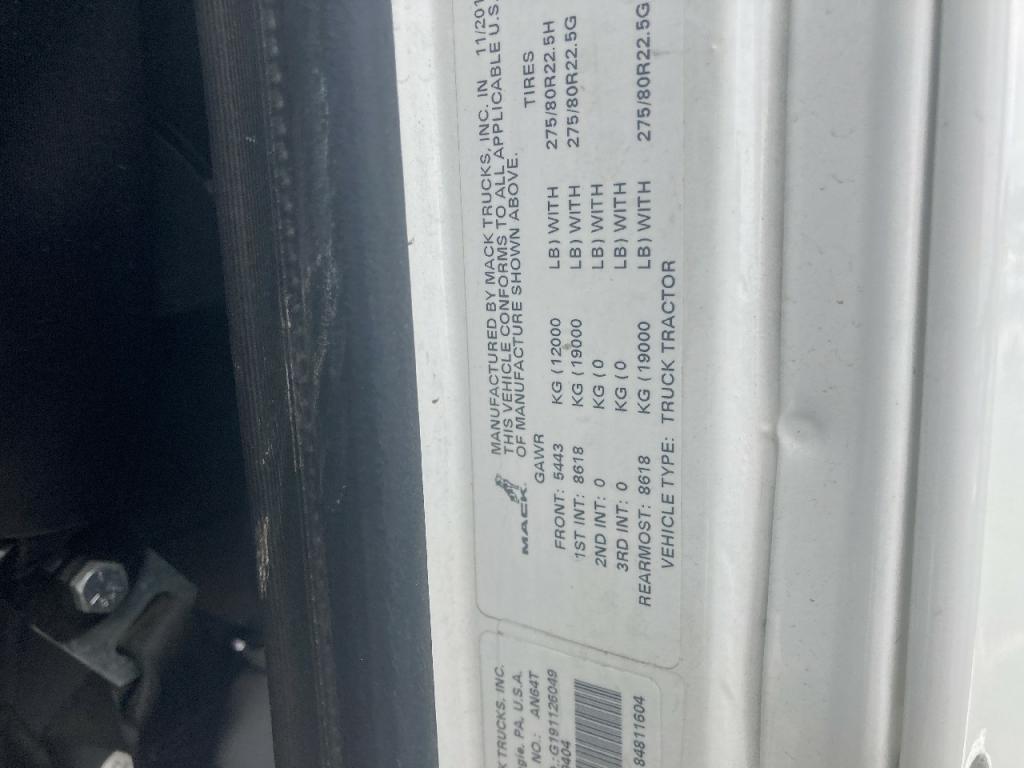 MANUFACTURED BY MACK TRUCKS, INC. IN 11/201
THIS VEHICLE CONFORMS TO ALL APPLICABLE U.S.
OF MANUFACTURE SHOWN ABOVE.
MACK
GAWR TIRES
FRONT: 5443 KG (12000 LB) WITH 275/80R22.5H
1ST INT: 8618 KG (19000 LB) WITH 275/80R22.5G
2ND INT: 0 KG (0 LB) WITH
3RD INT: 0 KG (0 LB) WITH
REARMOST: 8618 KG (19000 LB) WITH 275/80R22.5G
VEHICLE TYPE: TRUCK TRACTOR
K TRUCKS, INC.
gie, PA, U.S.A.
NO.: AN64T
G191126049
6404
84811604